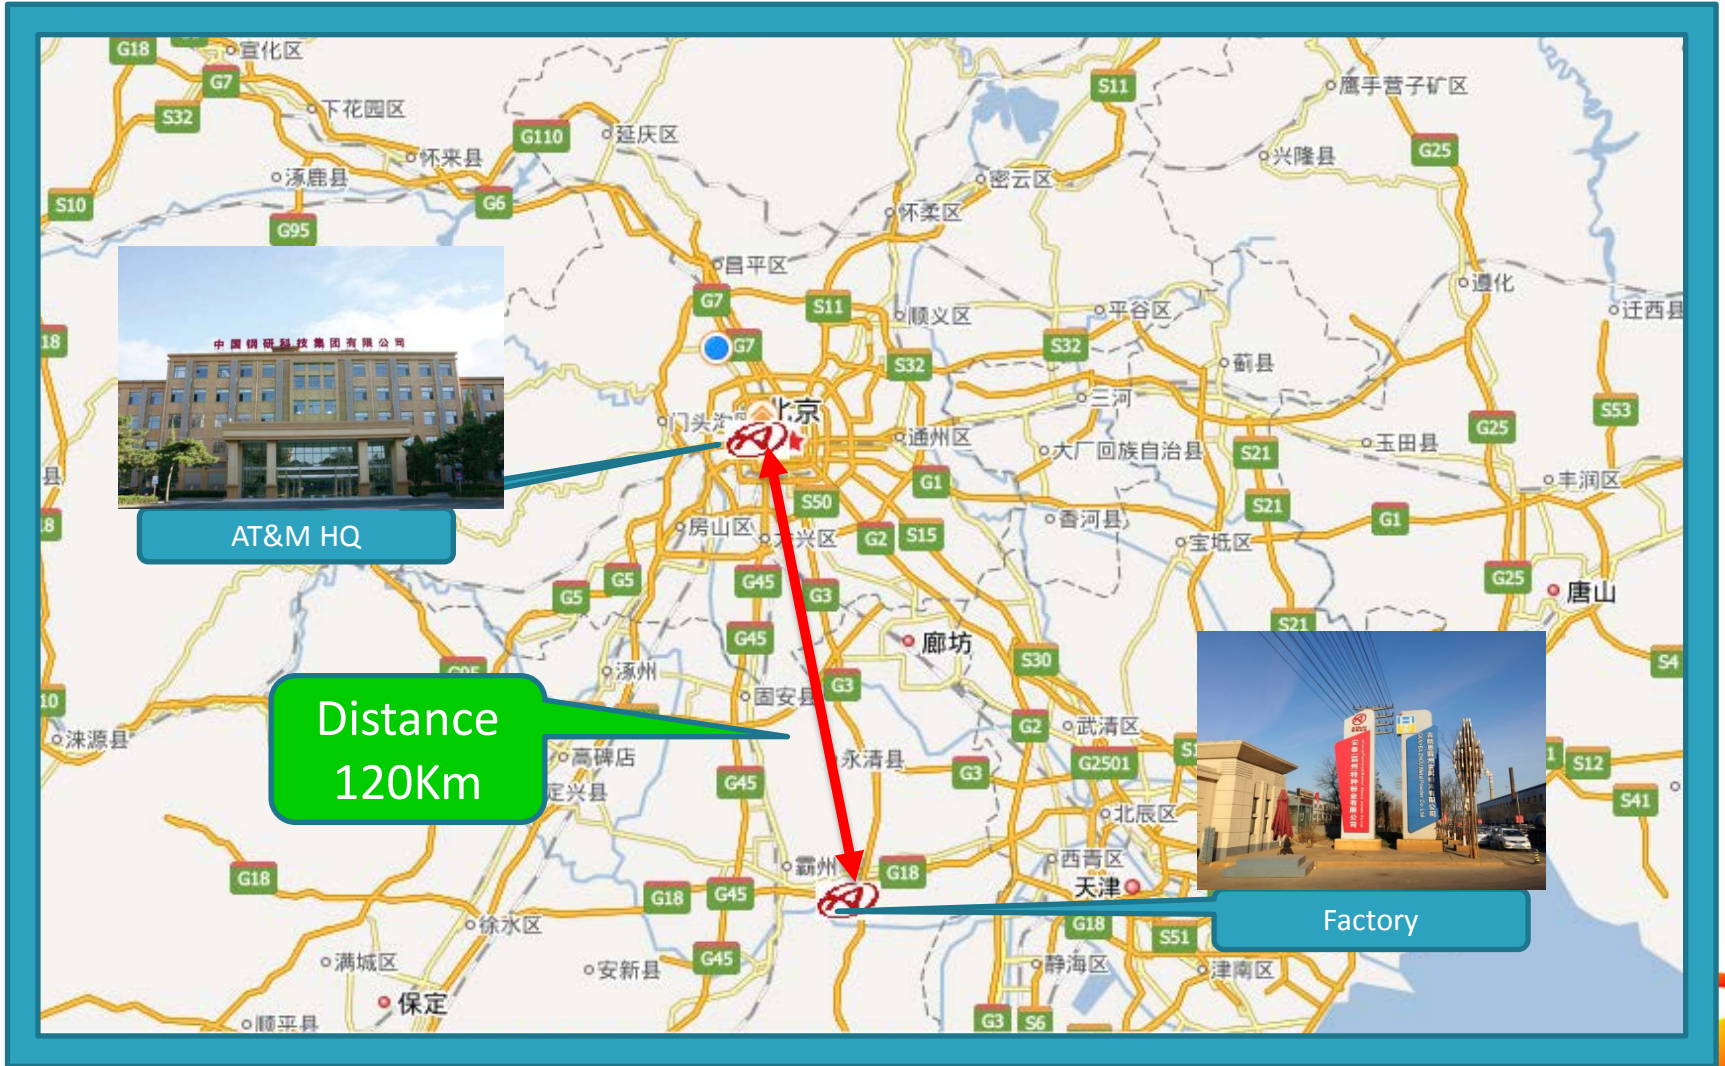 G18
宣化区
G7
S32
下花园区
G110
延庆区
S11
鹰手营子矿区
怀来县
兴隆县
G25
涿鹿县
密云区
S10
G6
怀柔区
G95
昌平区
遵化
G7
S11
顺义区
平谷区
迁西县
18
中国钢研科技集团有限公司
G7
S32
S32
蓟县
三河
门头沟
北京
S53
通州区
大厂回族自治县
S21
玉田县
G25
县
丰润区
G1
S50
S21
G1
18
AT&M HQ
房山区
大兴区
G2
S15
香河县
宝坻区
G5
G5
G45
G3
G25
唐山
G45
廊坊
S21
S30
S4
G95
涿州
固安县
G3
10
Distance
120Km
涞源县
G2
武清区
高碑店
永清县
G3
G2501
S1
1
S12
定兴县
G45
S41
北辰区
霸州
G18
西青区
天津
G18
G18
G45
徐水区
G18
S51
Factory
满城区
安新县
G45
静海区
津南区
保定
顺平县
G3
S6